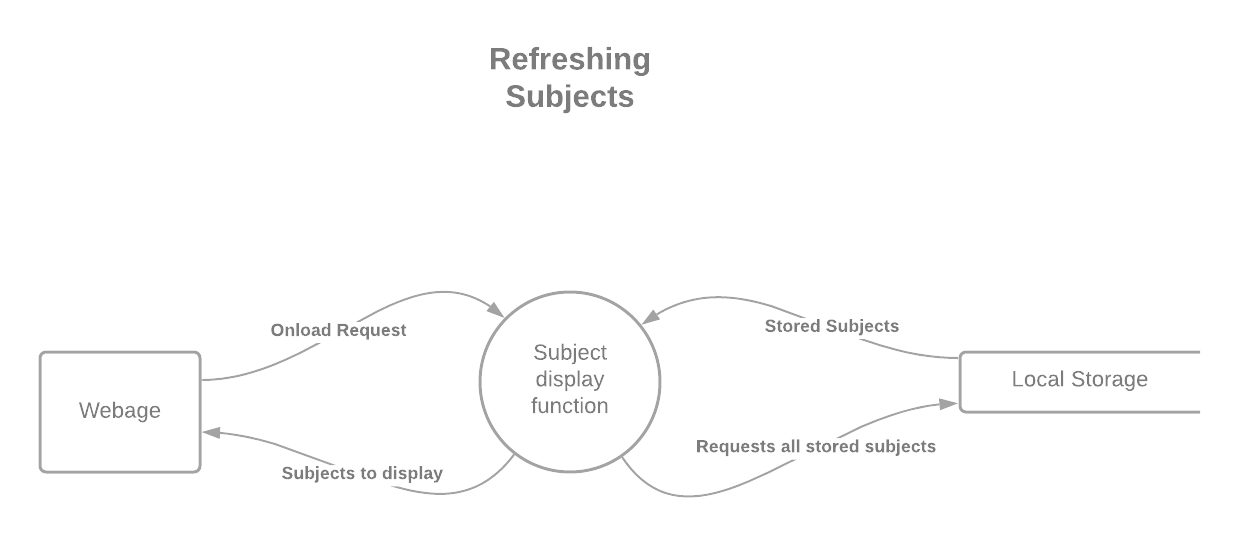 Refreshing
Subjects
Onload Request
Stored Subjects
Subject
display
function
Local Storage
Webage
Requests all stored subjects
Subjects to display